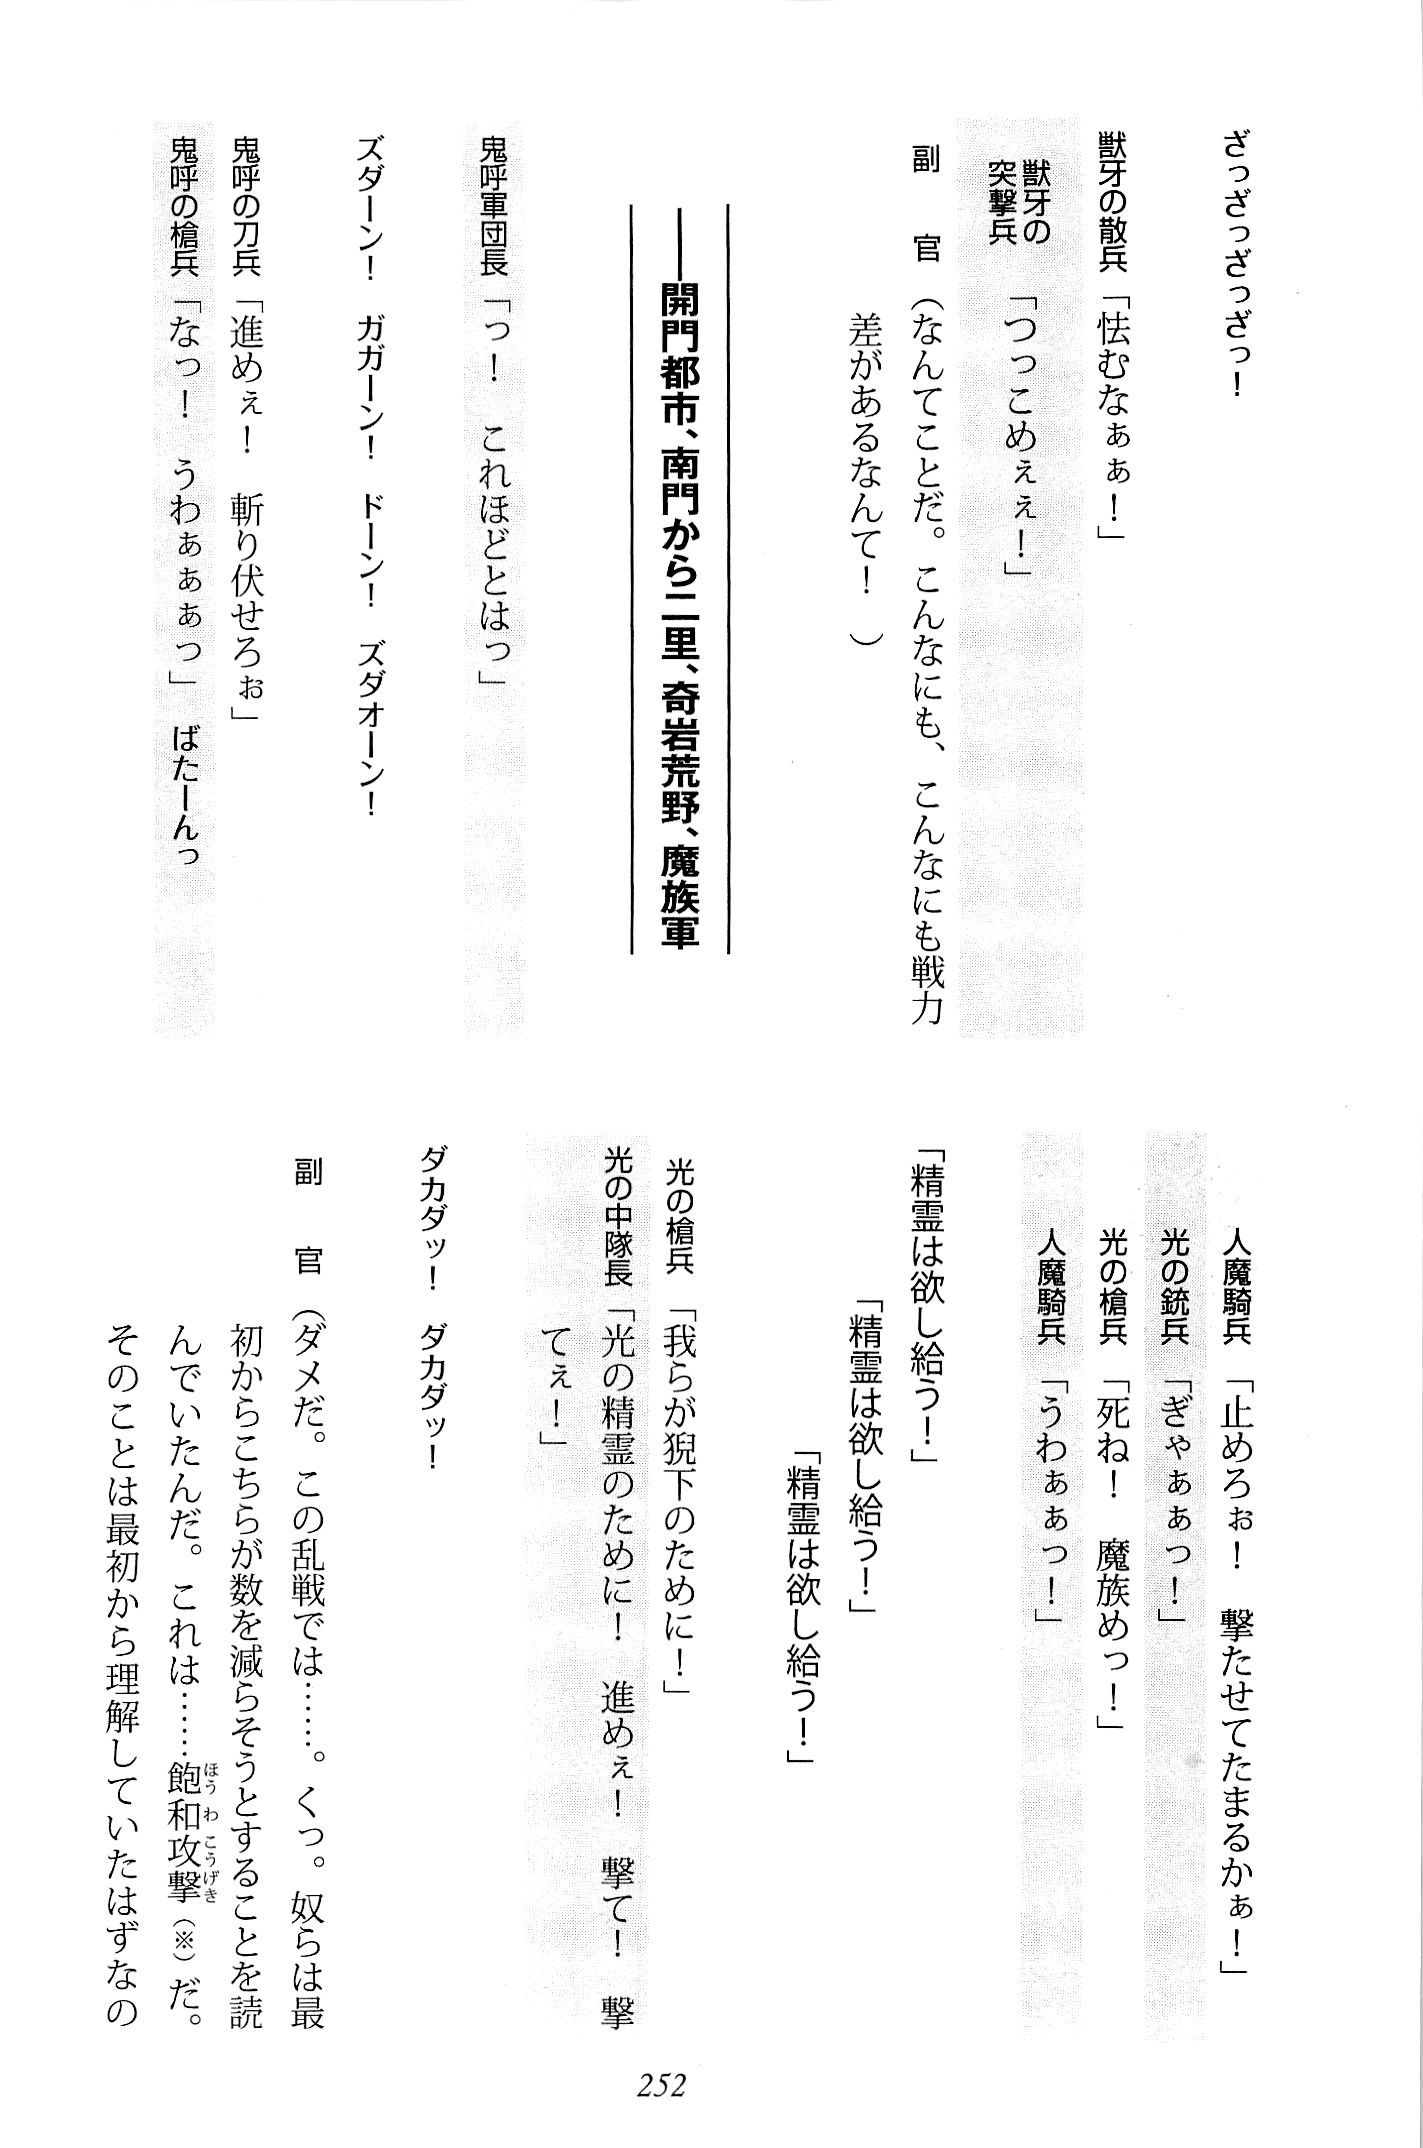 ざっざっざっざっ！
獣牙の散兵「怯むなぁぁ！」
獣牙の
突撃兵「つっこめぇぇ！」
副　官（なんてことだ。こんなにも、こんなにも戦力
差があるなんて！　）
――開門都市、南門から二里、奇岩荒野、魔族軍
鬼呼軍団長「っ！　これほどとはっ」
ズダーン！　ガガーン！　ドーン！　ズダオーン！
鬼呼の刀兵「進めぇ！　斬り伏せろぉ」
鬼呼の槍兵「なっ！　うわぁぁぁっ」　ばたーんっ
人魔騎兵「止めろぉ！　撃たせてたまるかぁ！」
光の銃兵「ぎゃぁぁっ！」
光の槍兵「死ね！　魔族めっ！」
人魔騎兵「うわぁぁっ！」
「精霊は欲し給う！」
「精霊は欲し給う！」
「精霊は欲し給う！」
光の槍兵「我らが猊下のために！」
光の中隊長「光の精霊のために！　進めぇ！　撃て！　撃
てぇ！」
ダカダッ！　ダカダッ！
副　官（ダメだ。この乱戦では……。くっ。奴らは最
初からこちらが数を減らそうとすることを読
んでいたんだ。これは……飽和攻撃（※）だ。
ほうわこうげき
そのことは最初から理解していたはずなの
252